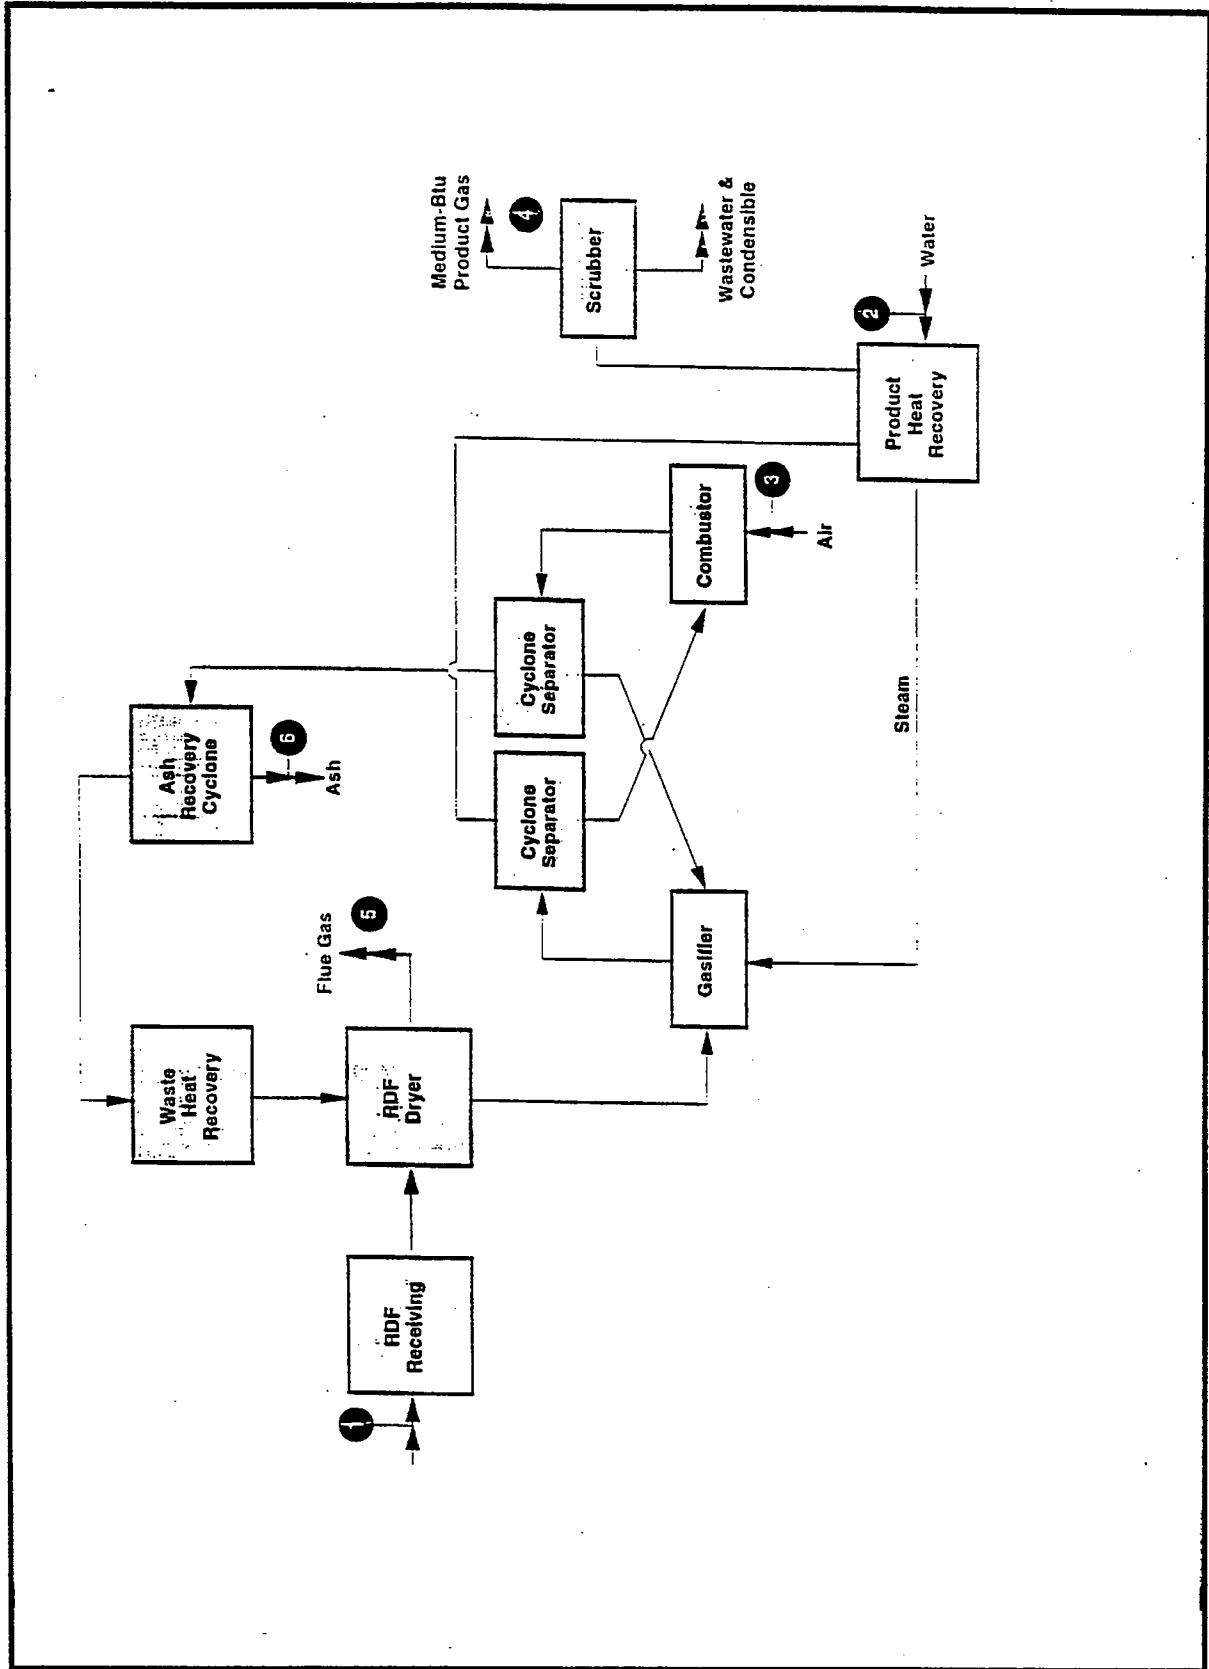 Waste
Heat
Recovery
Ash
Recovery
Cyclone
6
Ash
Flue Gas
5
RDF
Receiving
1
RDF
Dryer
Medium-Btu
Product Gas
4
Scrubber
Wastewater &
Condensible
Cyclone
Separator
Cyclone
Separator
Gasifier
Combustor
3
Air
2
Water
Product
Heat
Recovery
Steam